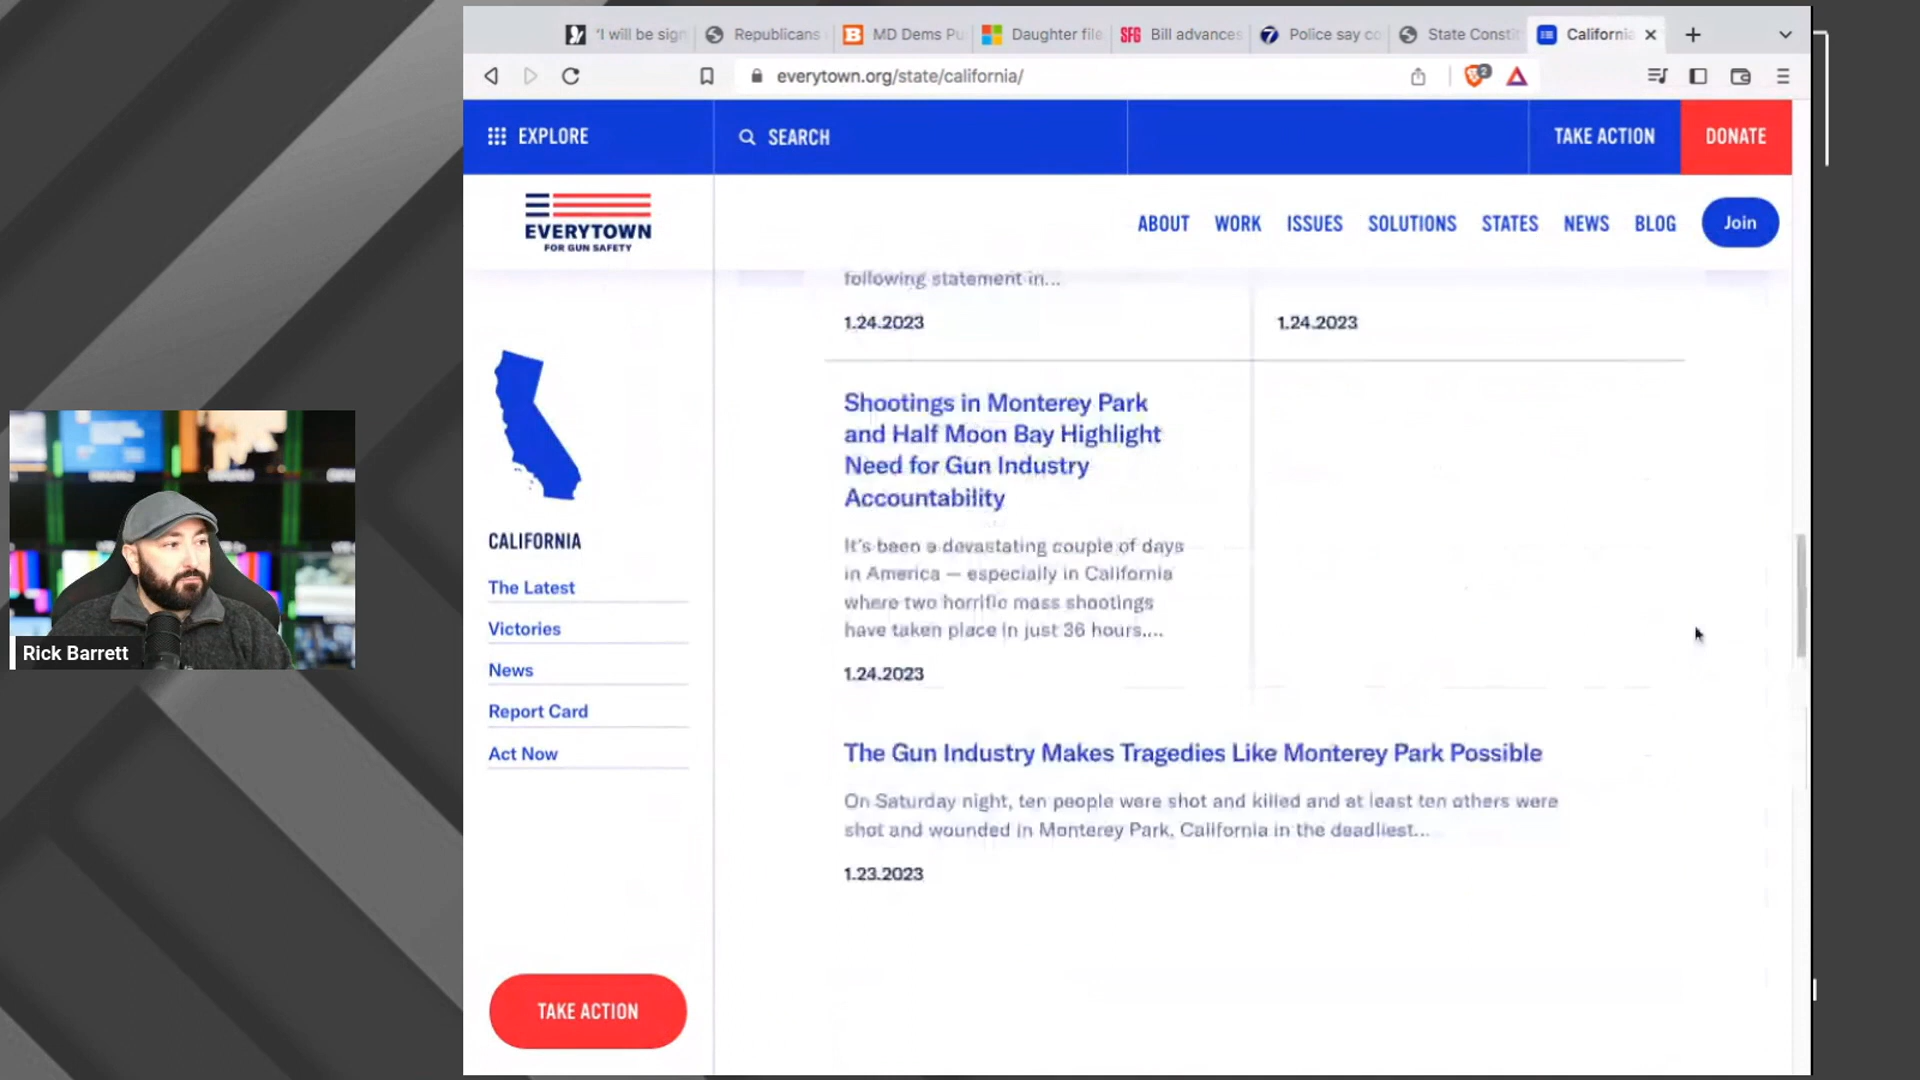 'I will be sign
Republicans
MD Dems Pu
Daughter file
SFG
Bill advances
7
Police say co
State Constit
California
everytown.org/state/california/
2
EXPLORE
SEARCH
TAKE ACTION
DONATE
EVERYTOWN
FOR GUN SAFETY
ABOUT
WORK
ISSUES
SOLUTIONS
STATES
NEWS
BLOG
Join
following statement in...
1.24.2023
1.24.2023
Shootings in Monterey Park
and Half Moon Bay Highlight
Need for Gun Industry
Accountability
It's been a devastating couple of days
in America — especially in California
where two horrific mass shootings
have taken place in just 36 hours....
1.24.2023
The Gun Industry Makes Tragedies Like Monterey Park Possible
On Saturday night, ten people were shot and killed and at least ten others were
shot and wounded in Monterey Park, California in the deadliest...
1.23.2023
CALIFORNIA
The Latest
Victories
News
Report Card
Act Now
TAKE ACTION
Rick Barrett